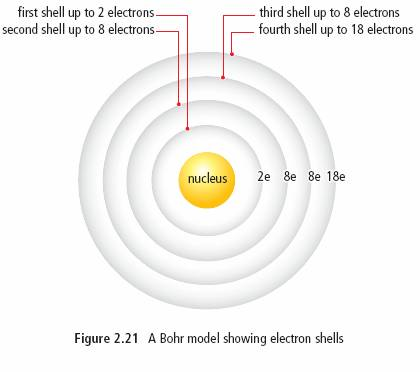 first shell up to 2 electrons
second shell up to 8 electrons
third shell up to 8 electrons
fourth shell up to 18 electrons
nucleus
2e 8e 8e 18e
Figure 2.21 A Bohr model showing electron shells